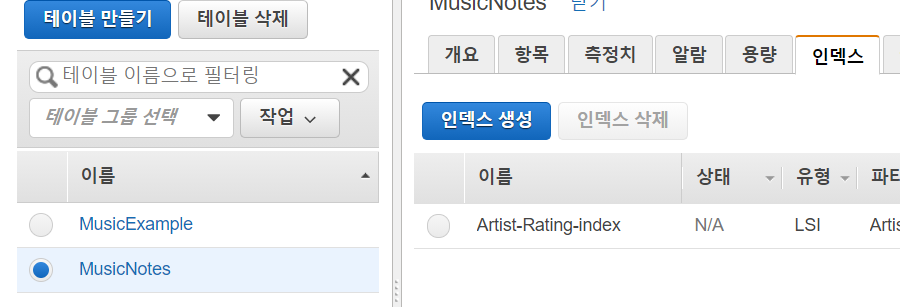 테이블 만들기 테이블 삭제
테이블 이름으로 필터링
테이블 그룹 선택 작업
이름
MusicExample
MusicNotes
MusicNotes 닫기
개요 항목 측정치 알람 용량 인덱스
인덱스 생성 인덱스 삭제
이름 상태 유형 파티
Artist-Rating-index N/A LSI Artis